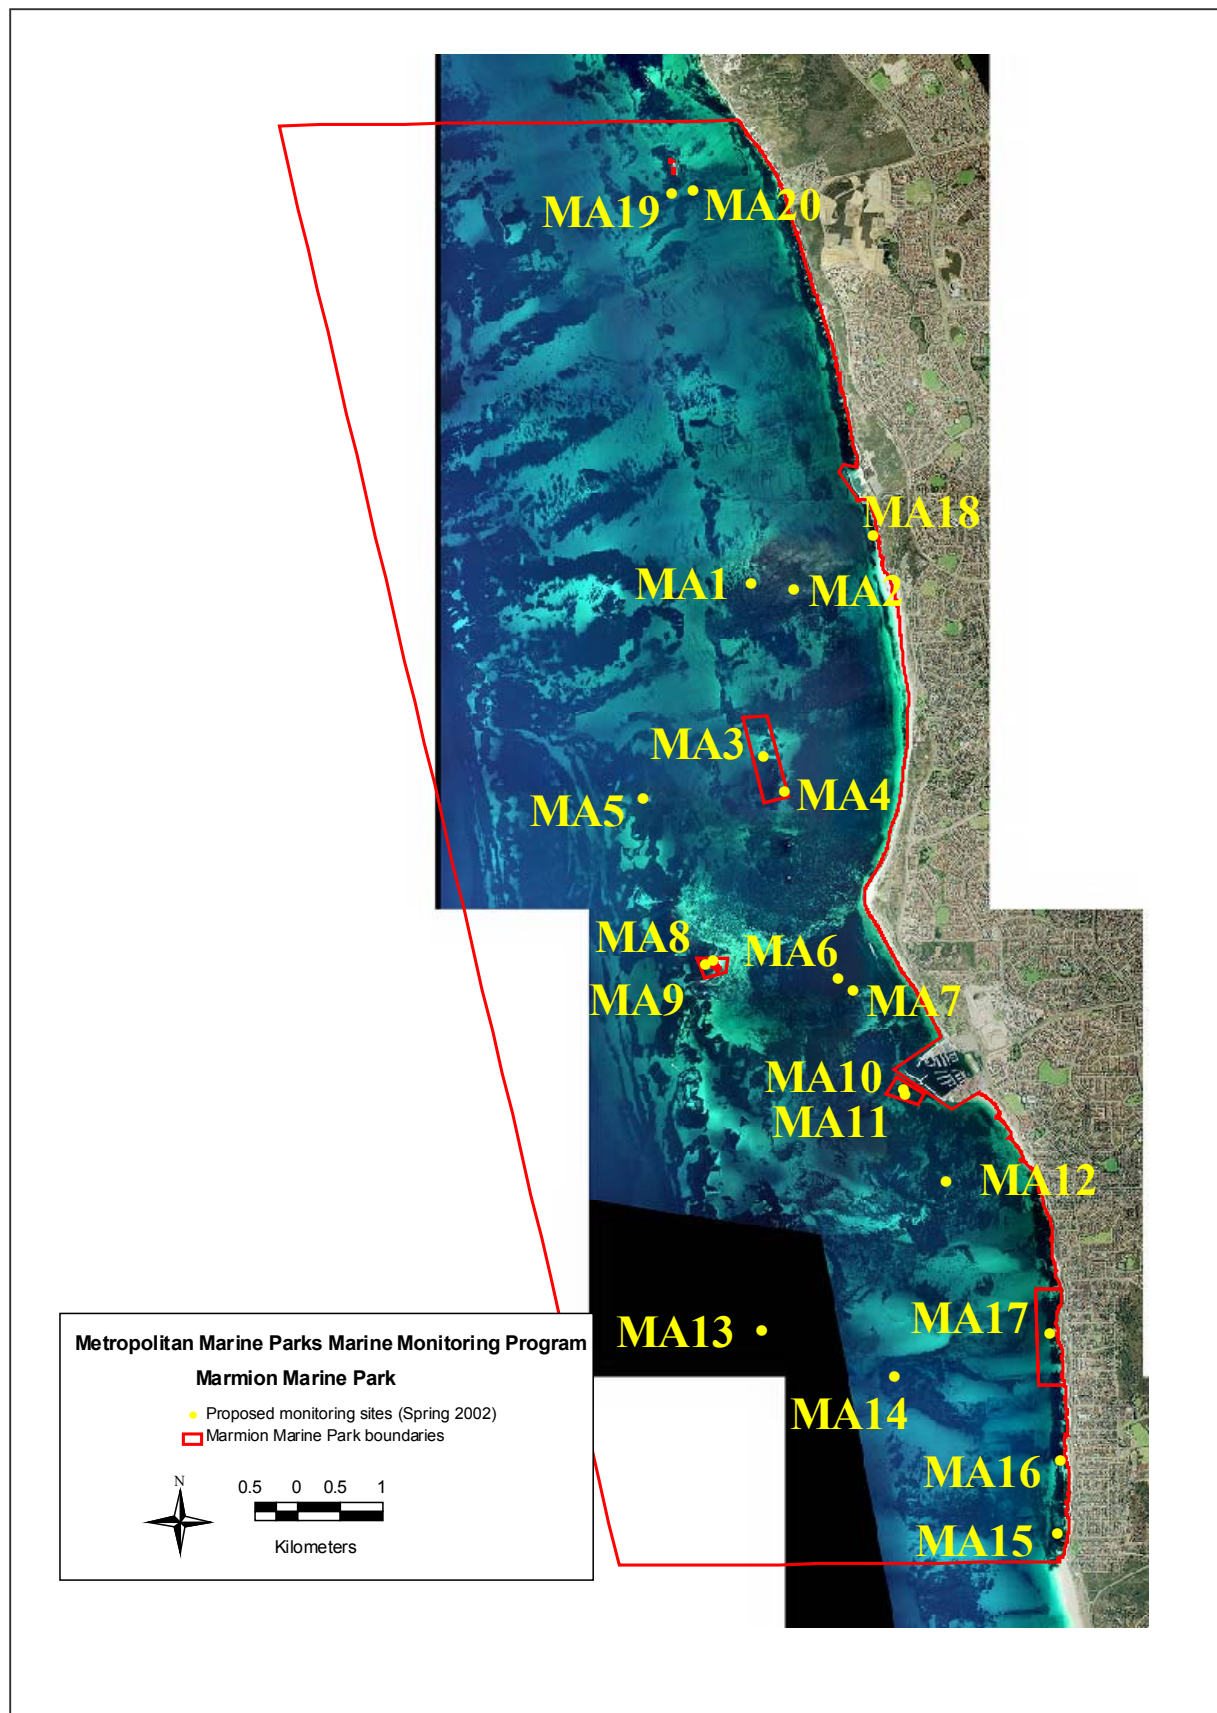 MA19
MA20
MA18
MA1
MA2
MA3
MA4
MA5
MA8
MA6
MA9
MA7
MA10
MA11
MA12
MA17
MA13
MA14
MA16
MA15
Metropolitan Marine Parks Marine Monitoring Program
Marmion Marine Park
Proposed monitoring sites (Spring 2002)
Marmion Marine Park boundaries
N
0.5 0 0.5 1
Kilometers